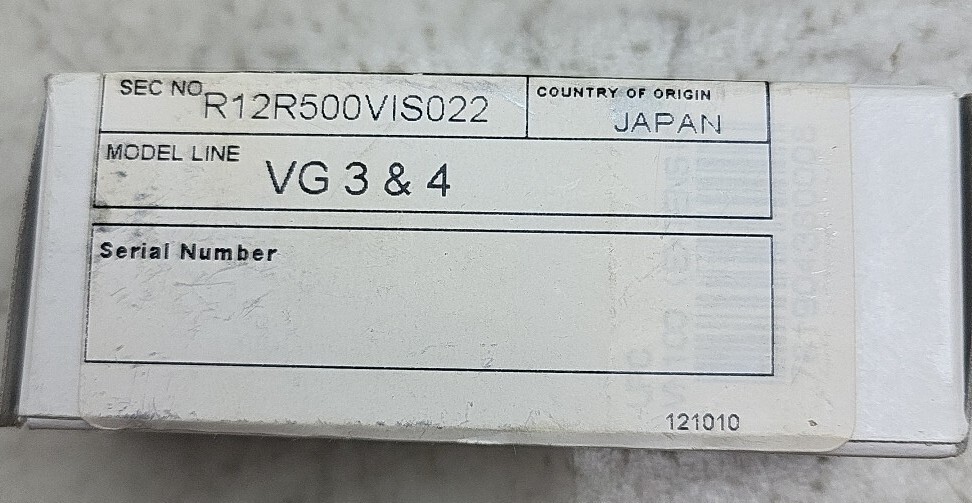 SEC NO. R12R500VIS022
COUNTRY OF ORIGIN
JAPAN
MODEL LINE
VG 3 & 4
Serial Number
121010